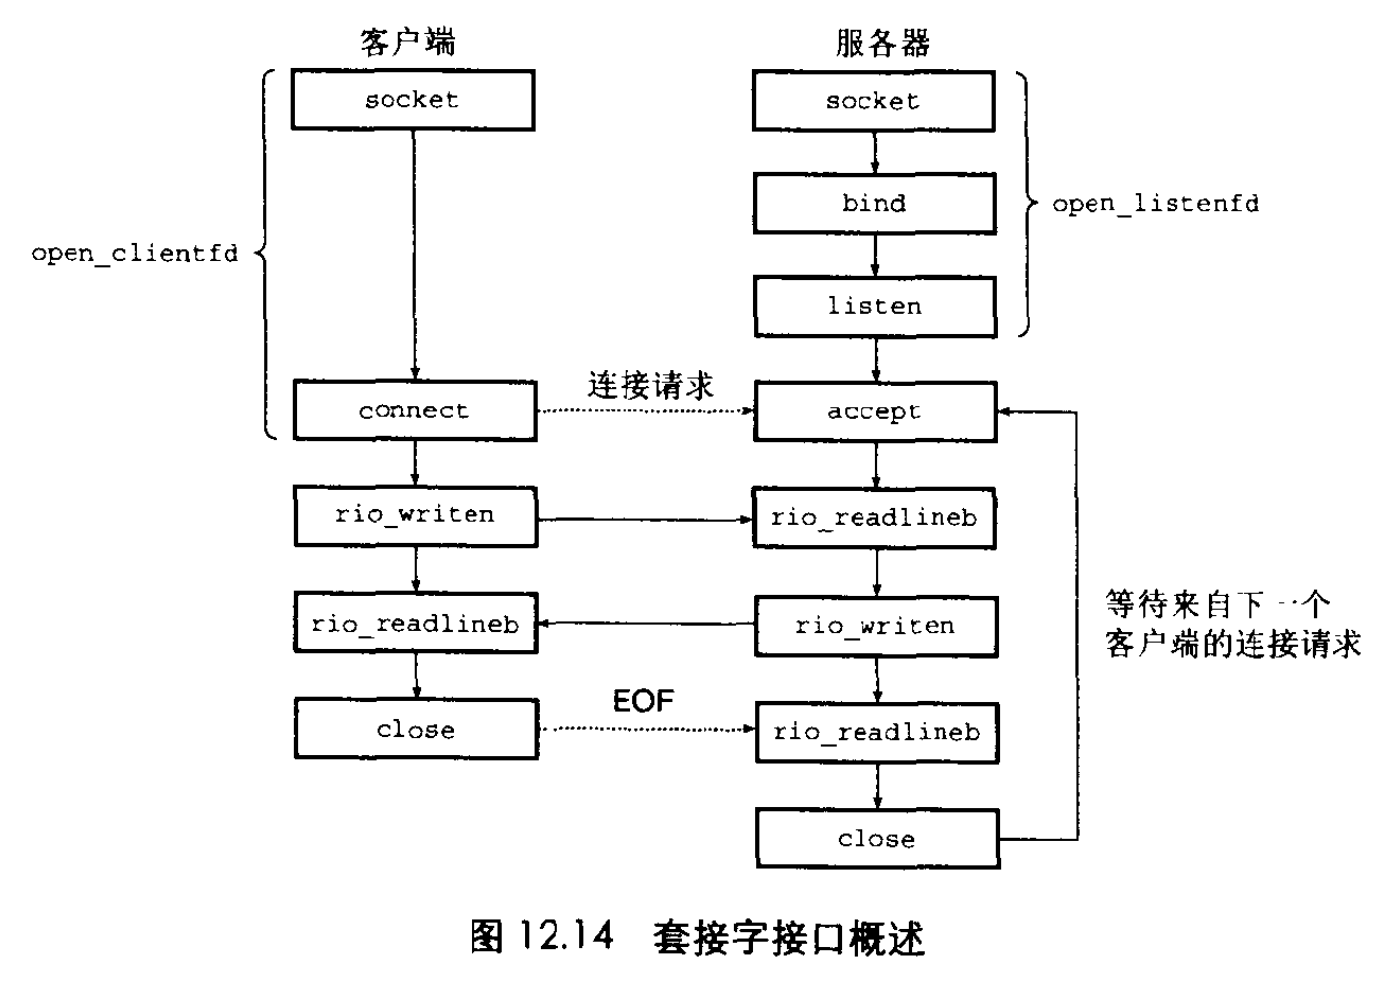 客户端
服务器
socket
socket
bind
open_listenfd
open_clientfd
listen
连接请求
connect
accept
rio_writen
rio_readlineb
rio_readlineb
rio_writen
等待来自下一个
客户端的连接请求
EOF
close
rio_readlineb
close
图 12.14 套接字接口概述